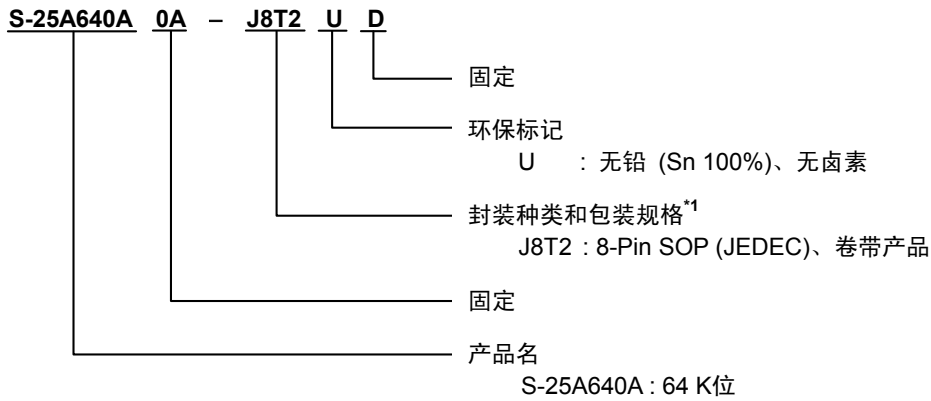 S-25A640A 0A – J8T2 U D
固定
环保标记
U : 无铅 (Sn 100%)、无卤素
封装种类和包装规格*1
J8T2 : 8-Pin SOP (JEDEC)、卷带产品
固定
产品名
S-25A640A : 64 K位